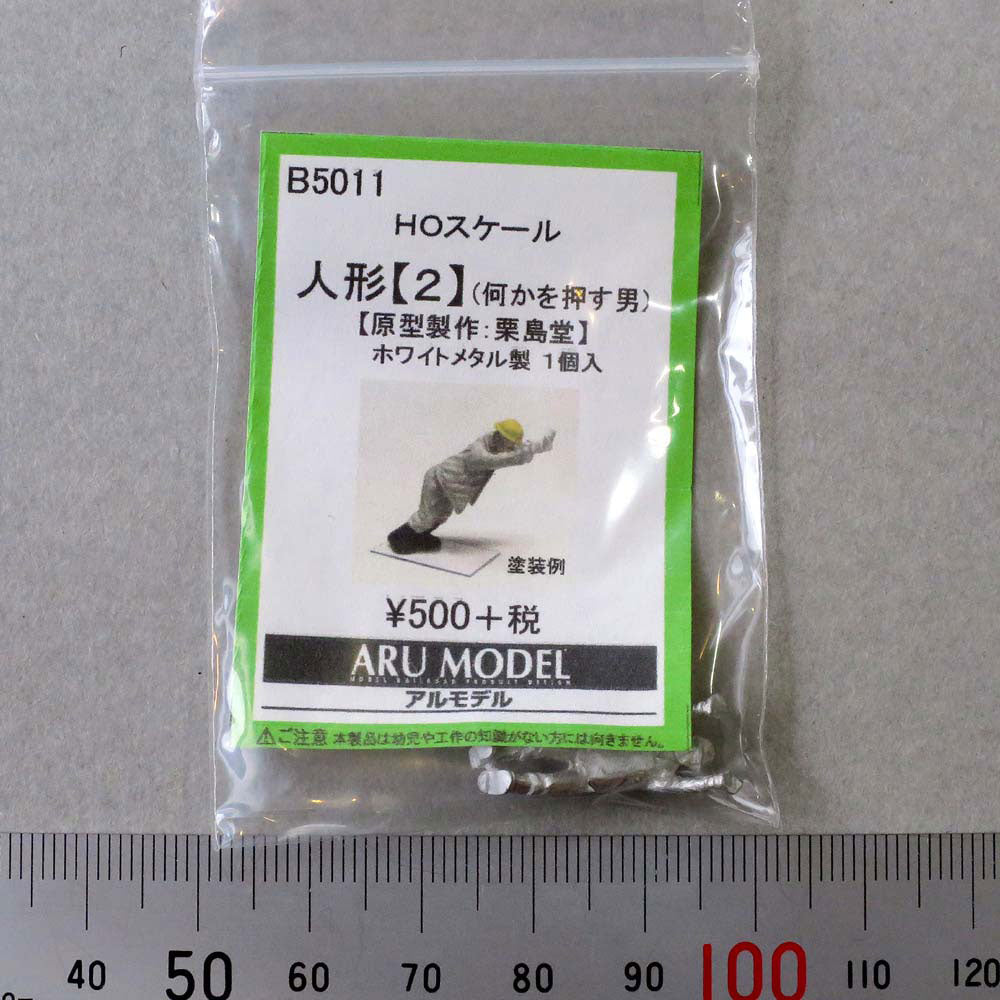 B5011
HOスケール
人形【2】(何かを押す男)
【原型製作:栗島堂】
ホワイトメタル製 1個入
塗装例
¥500+税
ARU MODEL
MODEL RAILROAD PRODUCT DESIGN
アルモデル
⚠ご注意 本製品は幼児や工作の知識がない方には向きません。
40 50 60 70 80 90 100 110 120